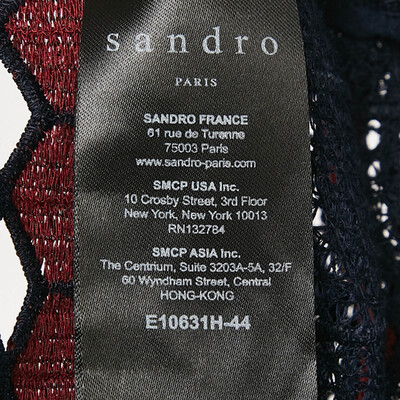 sandro
PARIS
SANDRO FRANCE
61 rue de Turenne
75003 Paris
www.sandro-paris.com
SMCP USA Inc.
10 Crosby Street, 3rd Floor
New York, New York 10013
RN132784
SMCP ASIA Inc.
The Centrium, Suite 3203A-5A, 32/F
60 Wyndham Street, Central
HONG-KONG
E10631H-44